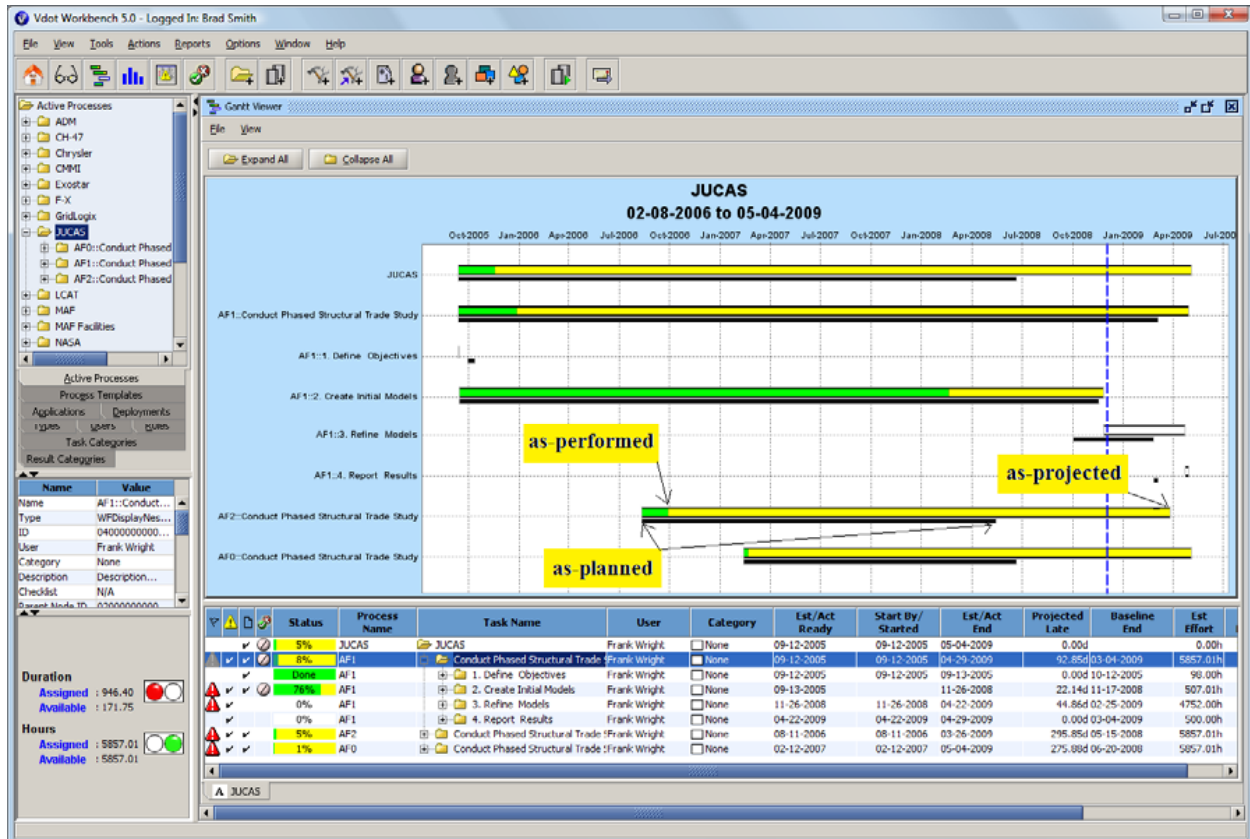 Vdot Workbench 5.0 - Logged In: Brad Smith
File View Tools Actions Reports Options Window Help
Active Processes
ADM
CH-47
Chrysler
CMMI
Exostar
F-X
GridLogix
JUCAS
AF0::Conduct Phased
AF1::Conduct Phased
AF2::Conduct Phased
LCAT
MAF
MAF Facilities
NASA
Active Processes
Process Templates
Applications Deployments
Types Users Rules
Task Categories
Result Categories
Name Value
Name AF1::Conduct...
Type WFDisplayNes...
ID 04000000000...
User Frank Wright
Category None
Description Description...
Checklist N/A
Parent Node ID 02000000000
Duration
Assigned : 946.40
Available : 171.75
Hours
Assigned : 5857.01
Available : 5857.01
Gantt Viewer
File View
Expand All Collapse All
JUCAS
02-08-2006 to 05-04-2009
Oct-2005 Jan-2006 Apr-2006 Jul-2006 Oct-2006 Jan-2007 Apr-2007 Jul-2007 Oct-2007 Jan-2008 Apr-2008 Jul-2008 Oct-2008 Jan-2009 Apr-2009 Jul-200
JUCAS
AF1::Conduct Phased Structural Trade Study
AF1::1. Define Objectives
AF1::2. Create Initial Models
AF1::3. Refine Models
as-performed
AF1::4. Report Results
as-projected
AF2::Conduct Phased Structural Trade Study
AF0::Conduct Phased Structural Trade Study
as-planned
Status Process Name Task Name User Category Est/Act Ready Start By/ Started Est/Act End Projected Late Baseline End Est Effort
5% JUCAS JUCAS Frank Wright None 09-12-2005 09-12-2005 05-04-2009 0.00d 0.00h
8% AF1 Conduct Phased Structural Trade S Frank Wright None 09-12-2005 09-12-2005 04-29-2009 92.85d 03-04-2009 5857.01h
Done AF1 1. Define Objectives Frank Wright None 09-12-2005 09-12-2005 09-13-2005 0.00d 10-12-2005 98.00h
76% AF1 2. Create Initial Models Frank Wright None 09-13-2005 11-26-2008 22.14d 11-17-2008 507.01h
0% AF1 3. Refine Models Frank Wright None 11-26-2008 11-26-2008 04-22-2009 44.86d 02-25-2009 4752.00h
0% AF1 4. Report Results Frank Wright None 04-22-2009 04-22-2009 04-29-2009 0.00d 03-04-2009 500.00h
5% AF2 Conduct Phased Structural Trade S Frank Wright None 08-11-2006 08-11-2006 03-26-2009 295.85d 05-15-2008 5857.01h
1% AF0 Conduct Phased Structural Trade S Frank Wright None 02-12-2007 02-12-2007 05-04-2009 275.88d 06-20-2008 5857.01h
A JUCAS